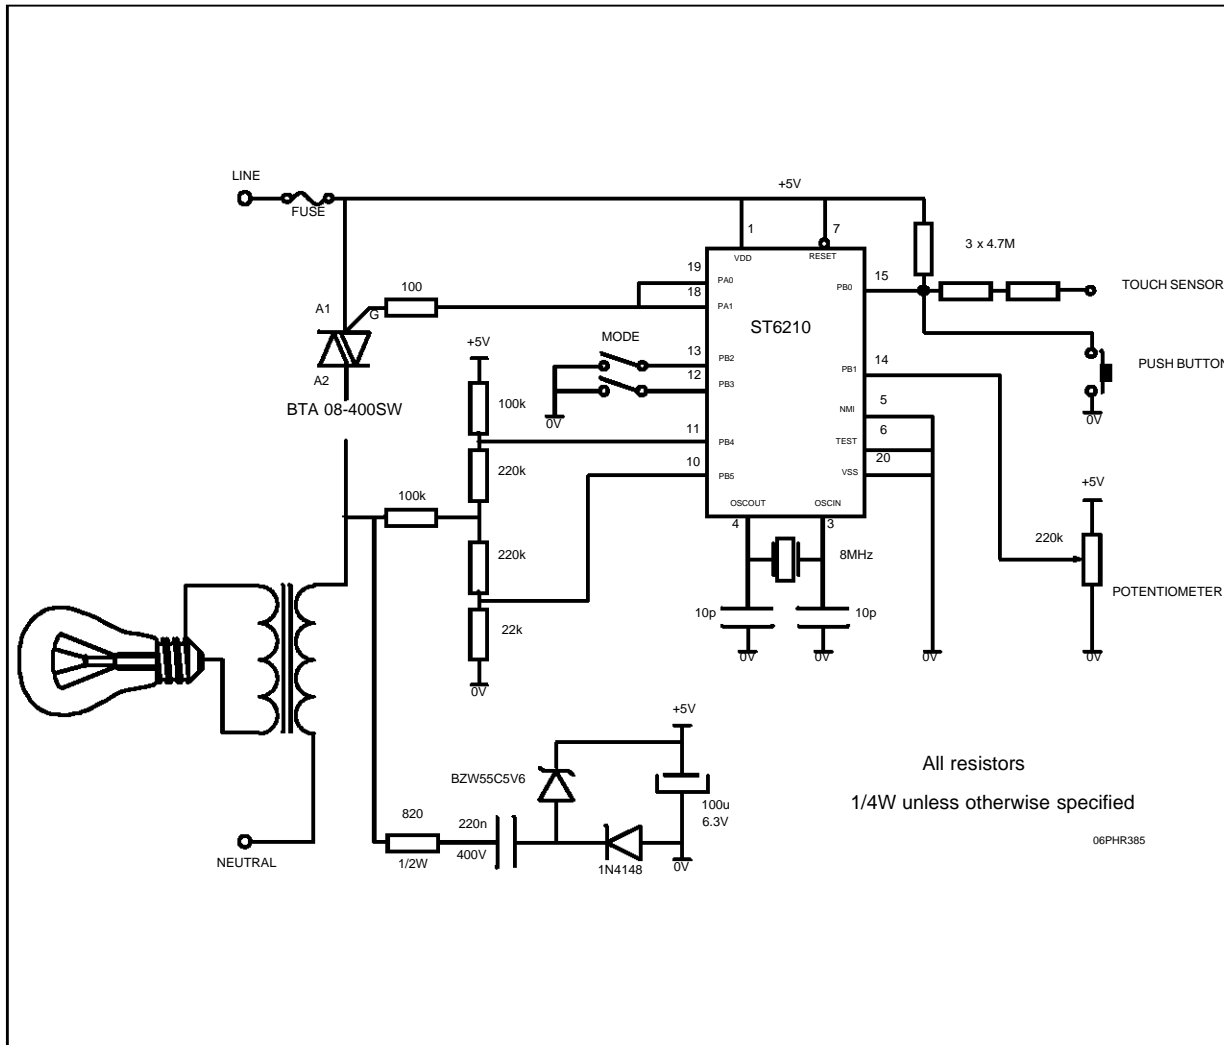 LINE
FUSE
+5V
1
7
VDD
RESET
3 x 4.7M
19
PA0
18
PA1
15
PB0
TOUCH SENSOR
100
A1
G
A2
BTA 08-400SW
ST6210
MODE
13
PB2
12
PB3
0V
14
PB1
PUSH BUTTON
0V
+5V
100k
11
PB4
10
PB5
5
NMI
6
TEST
20
VSS
220k
100k
OSCOUT
OSCIN
4
3
8MHz
+5V
220k
POTENTIOMETER
220k
22k
10p
10p
0V
0V
0V
0V
0V
+5V
BZW55C5V6
100u
6.3V
820
1/2W
220n
400V
1N4148
0V
NEUTRAL
All resistors
1/4W unless otherwise specified
06PHR385